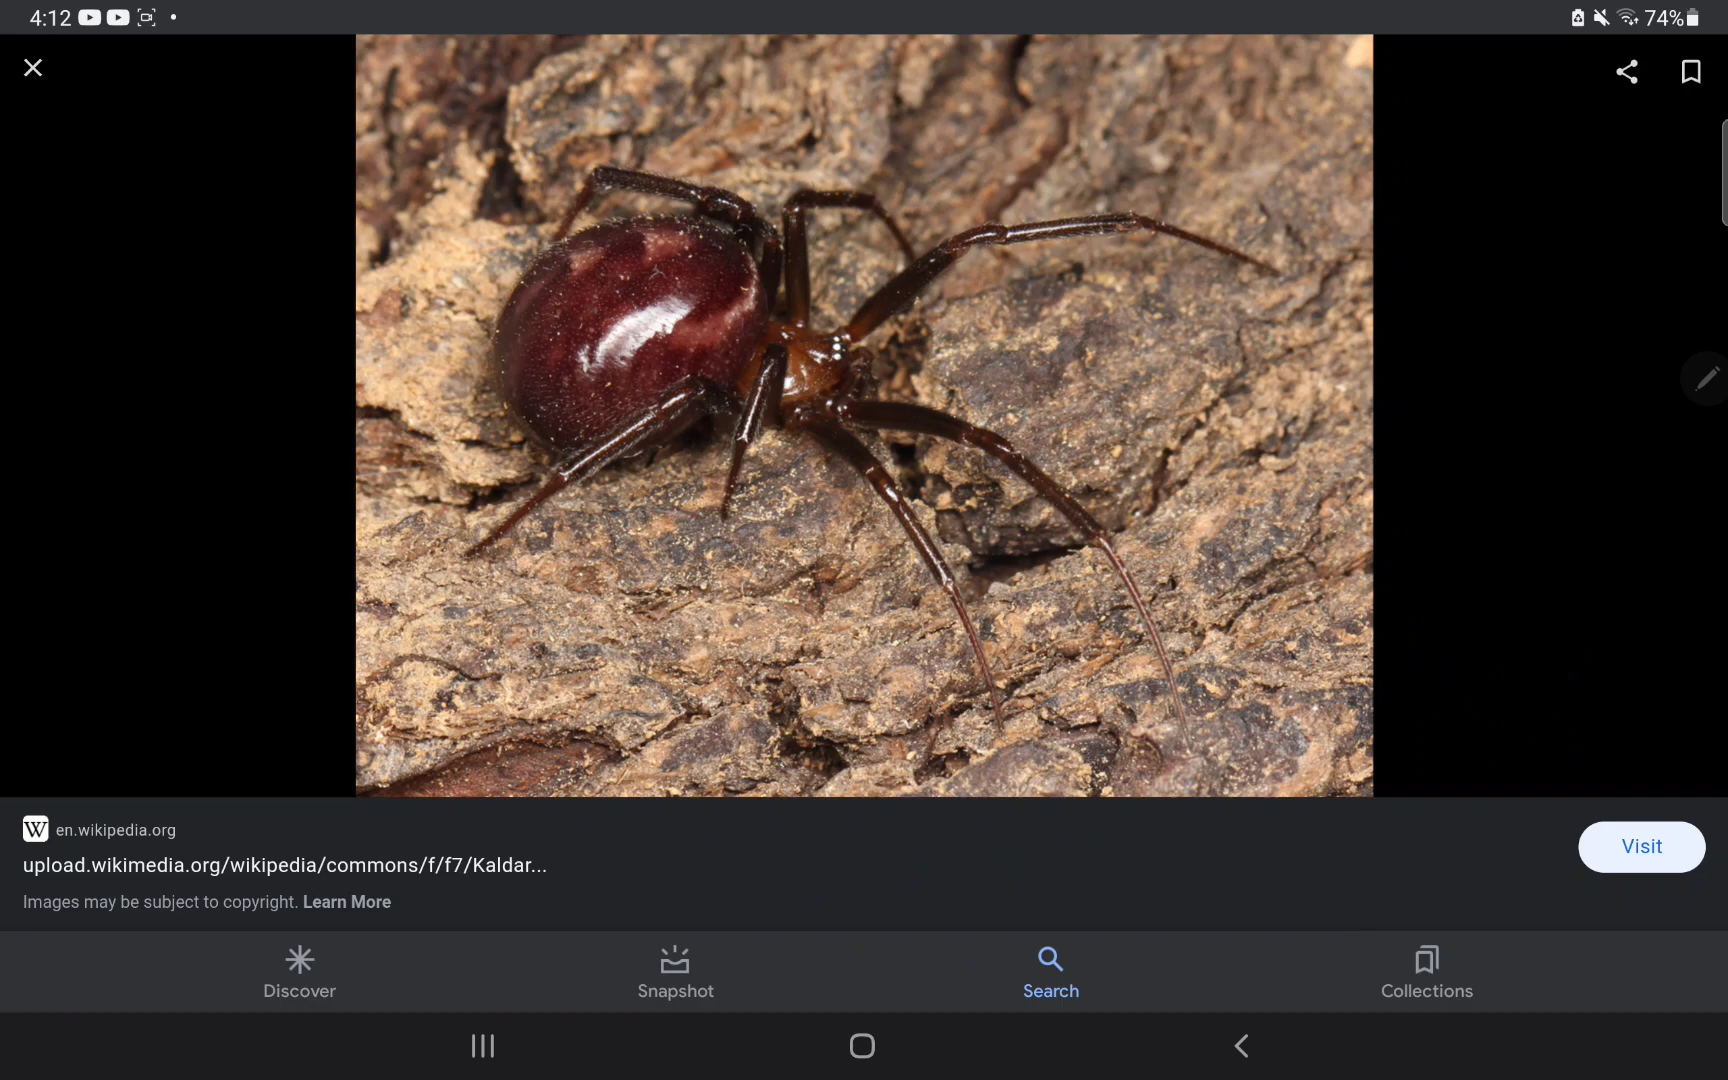 4:12
74%
W en.wikipedia.org
upload.wikimedia.org/wikipedia/commons/f/f7/Kaldar...
Visit
Images may be subject to copyright. Learn More
Discover
Snapshot
Search
Collections